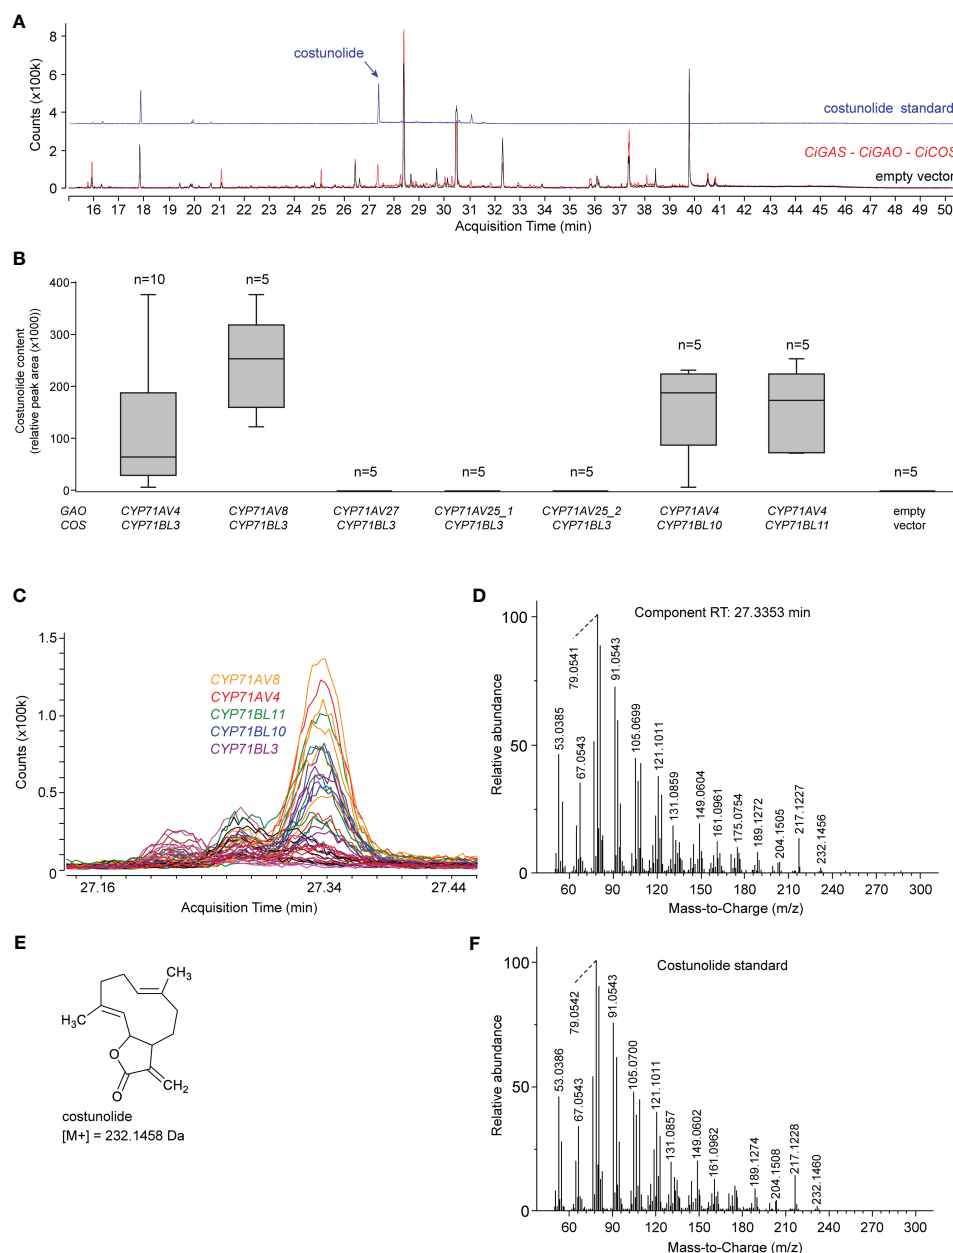 A
8
6
4
2
0
Counts (x100k)
costunolide
costunolide standard
CiGAS - CiGAO - CiCOS
empty vector
16 17 18 19 20 21 22 23 24 25 26 27 28 29 30 31 32 33 34 35 36 37 38 39 40 41 42 43 44 45 46 47 48 49 50
Acquisition Time (min)
B
400
300
200
100
0
Costunolide content
(relative peak area (x1000))
n=10
n=5
n=5
n=5
n=5
n=5
n=5
n=5
GAO CYP71AV4 CYP71AV8 CYP71AV27 CYP71AV25_1 CYP71AV25_2 CYP71AV4 CYP71AV4 empty
COS CYP71BL3 CYP71BL3 CYP71BL3 CYP71BL3 CYP71BL3 CYP71BL10 CYP71BL11 vector
C
1.5
1.0
0.5
0
Counts (x100k)
CYP71AV8
CYP71AV4
CYP71BL11
CYP71BL10
CYP71BL3
27.16 27.34 27.44
Acquisition Time (min)
D
Component RT: 27.3353 min
100
50
0
Relative abundance
53.0385
67.0543
79.0541
91.0543
105.0699
121.1011
131.0859
149.0604
161.0961
175.0754
189.1272
204.1505
217.1227
232.1456
60 90 120 150 180 210 240 270 300
Mass-to-Charge (m/z)
E
CH3
H3C
O
O
CH2
costunolide
[M+] = 232.1458 Da
F
Costunolide standard
100
50
0
Relative abundance
53.0386
67.0543
79.0542
91.0543
105.0700
121.1011
131.0857
149.0602
161.0962
189.1274
204.1508
217.1228
232.1460
60 90 120 150 180 210 240 270 300
Mass-to-Charge (m/z)